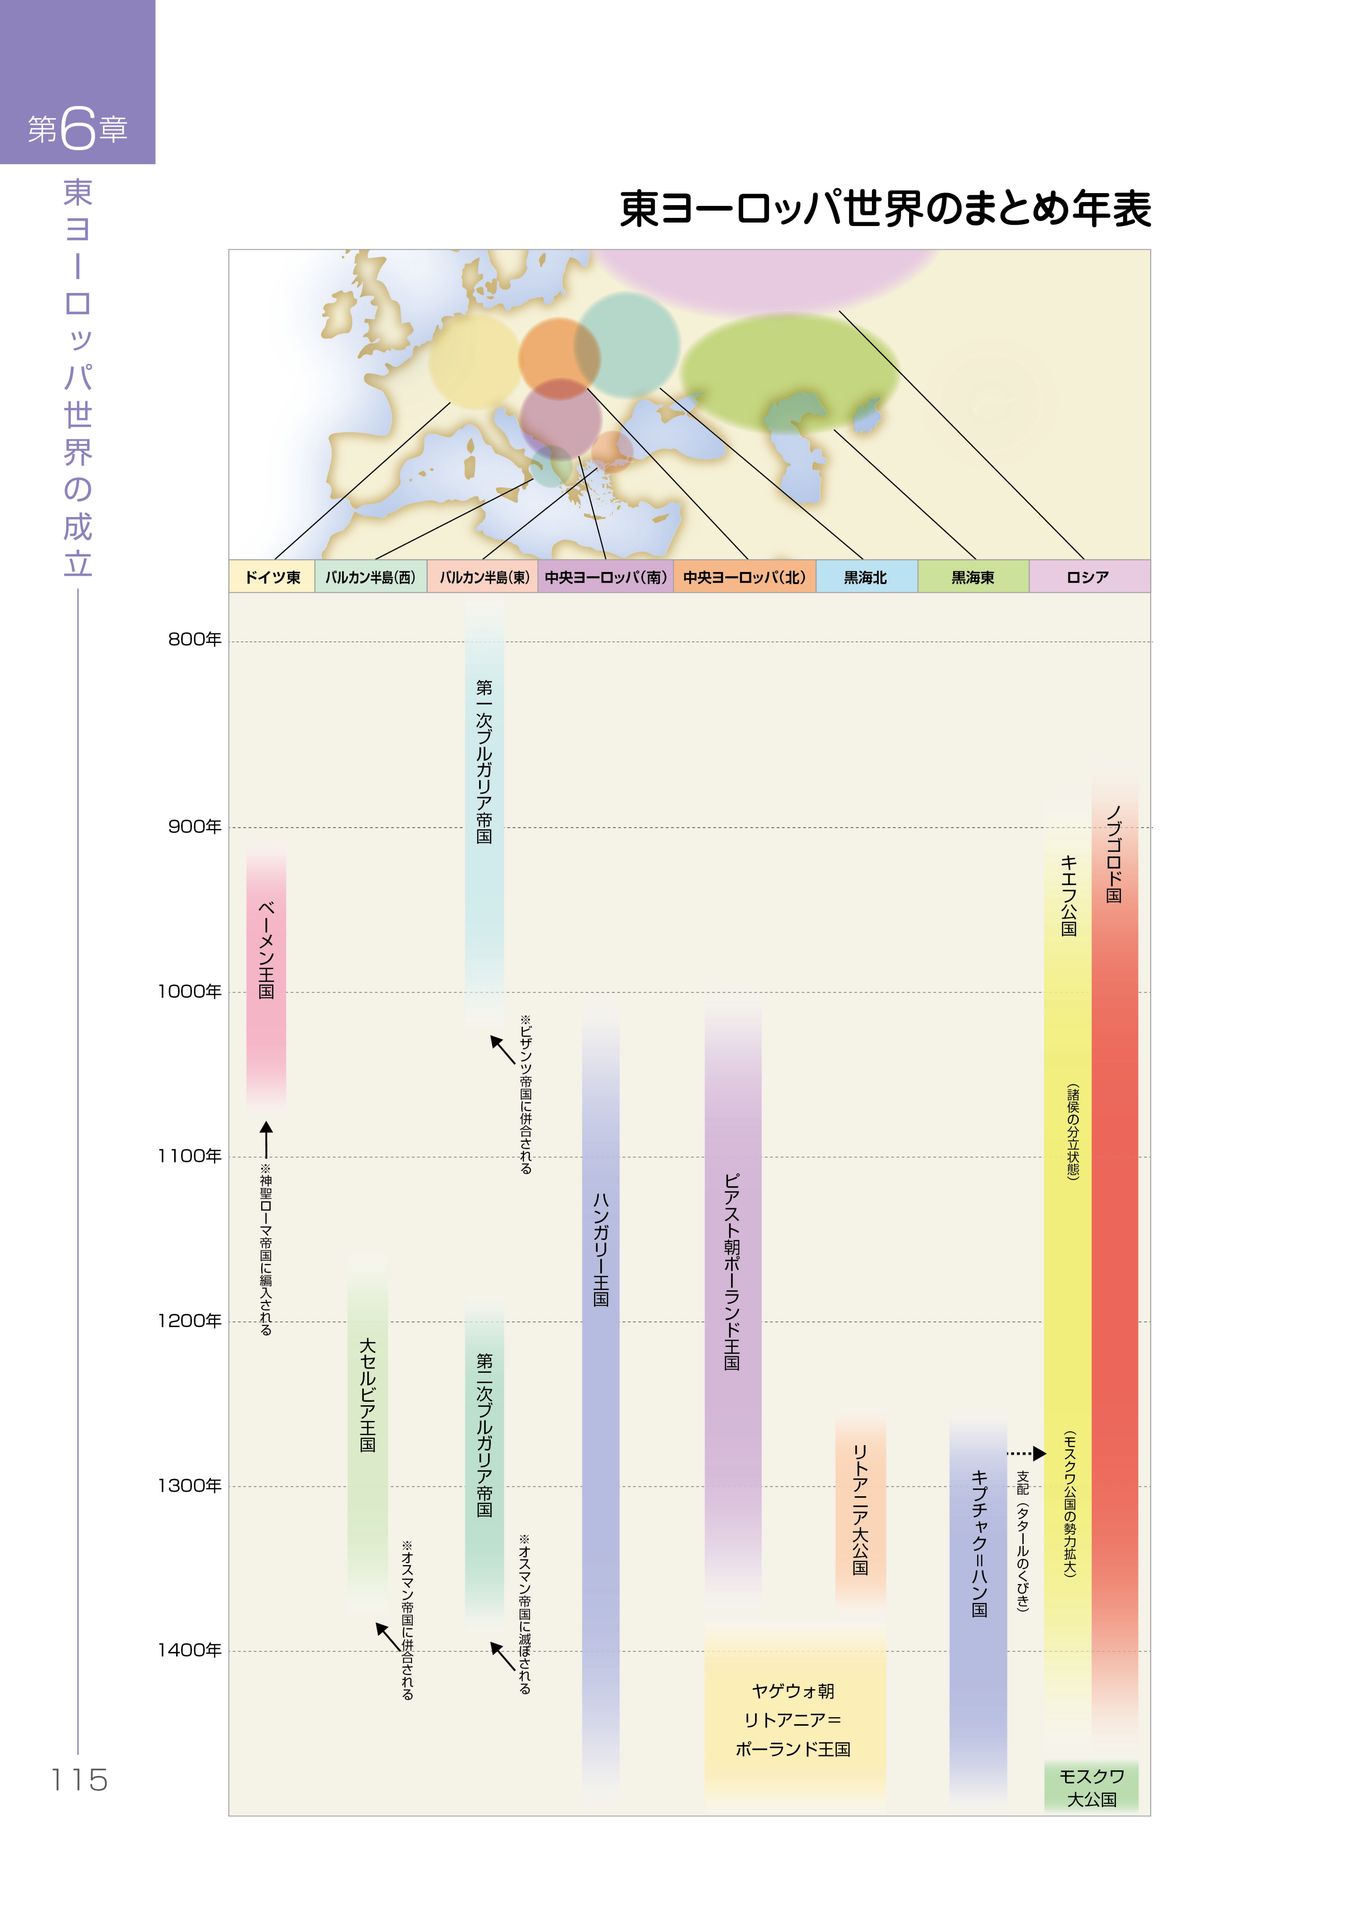 第6章
東ヨーロッパ世界の成立
115
東ヨーロッパ世界のまとめ年表
ドイツ東
バルカン半島(西)
バルカン半島(東)
中央ヨーロッパ(南)
中央ヨーロッパ(北)
黒海北
黒海東
ロシア
800年
900年
1000年
1100年
1200年
1300年
1400年
ベーメン王国
※神聖ローマ帝国に編入される
大セルビア王国
※オスマン帝国に併合される
第一次ブルガリア帝国
※ビザンツ帝国に併合される
第二次ブルガリア帝国
※オスマン帝国に滅ぼされる
ハンガリー王国
ピアスト朝ポーランド王国
リトアニア大公国
ヤゲウォ朝
リトアニア＝
ポーランド王国
キプチャク＝ハン国
支配（タタールのくびき）
キエフ公国
（諸侯の分立状態）
（モスクワ公国の勢力拡大）
ノブゴロド国
モスクワ
大公国